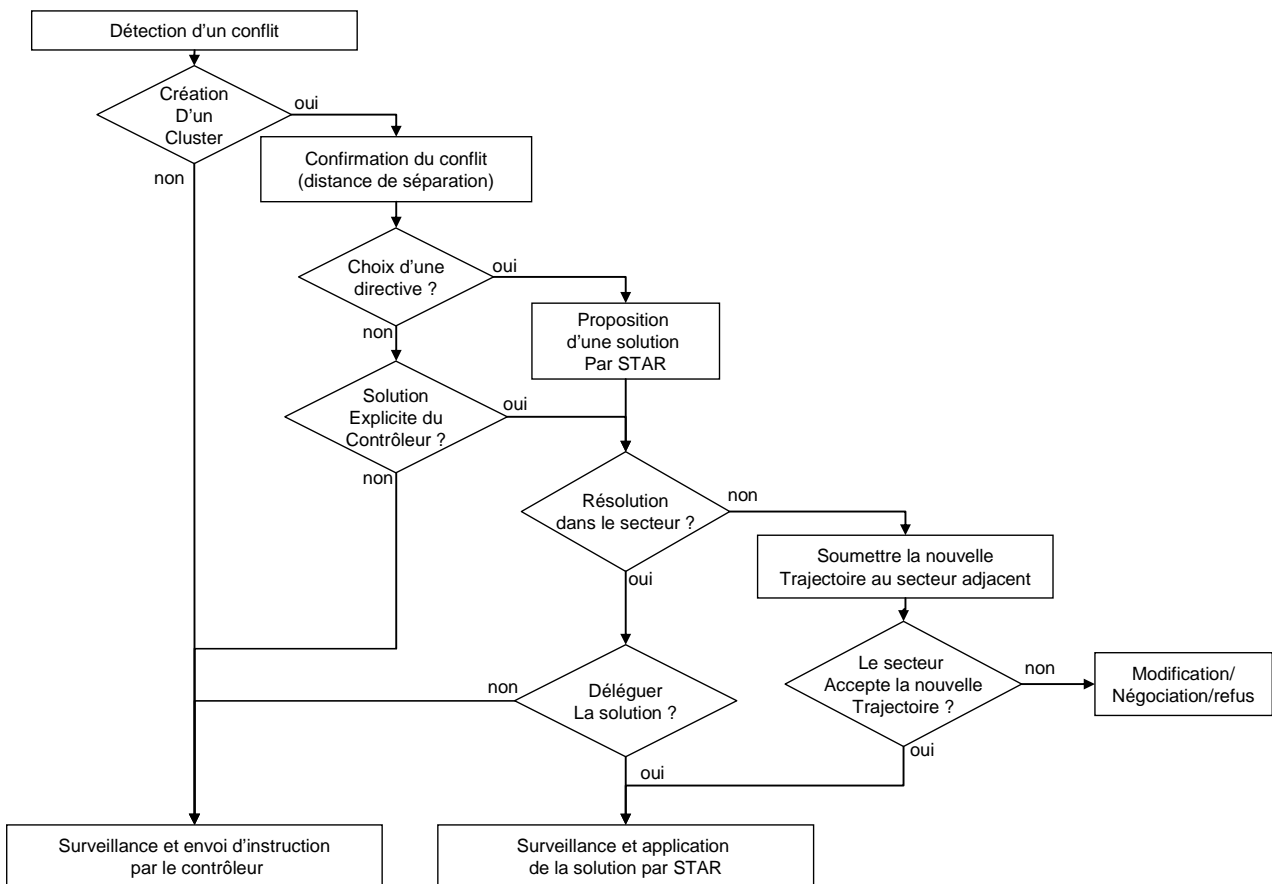 Détection d'un conflit
Création
D'un
Cluster
oui
non
Confirmation du conflit
(distance de séparation)
Choix d'une
directive ?
oui
non
Proposition
d'une solution
Par STAR
Solution
Explicite du
Contrôleur ?
oui
non
Résolution
dans le secteur ?
non
oui
Soumettre la nouvelle
Trajectoire au secteur adjacent
Le secteur
Accepte la nouvelle
Trajectoire ?
non
oui
Modification/
Négociation/refus
Déléguer
La solution ?
non
oui
Surveillance et envoi d'instruction
par le contrôleur
Surveillance et application
de la solution par STAR